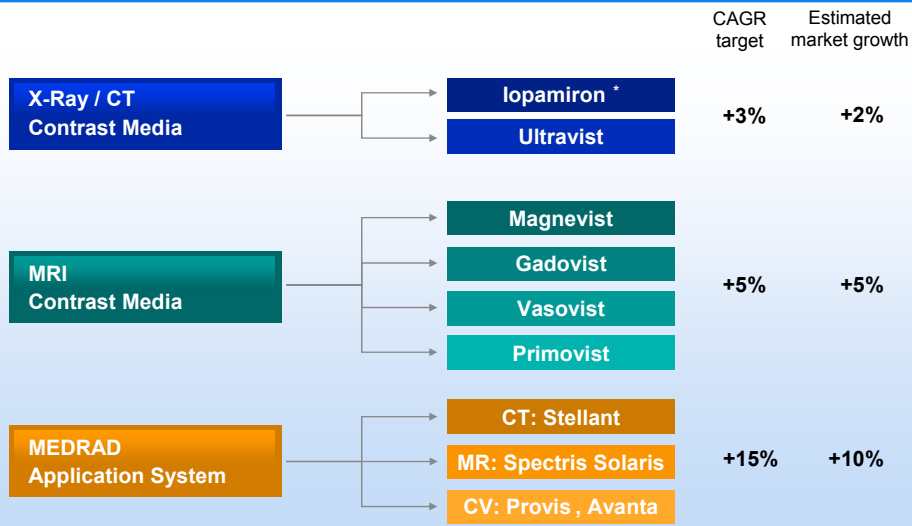 CAGR target
Estimated market growth
X-Ray / CT
Contrast Media
Iopamiron *
Ultravist
+3%
+2%
MRI
Contrast Media
Magnevist
Gadovist
Vasovist
Primovist
+5%
+5%
MEDRAD
Application System
CT: Stellant
MR: Spectris Solaris
CV: Provis , Avanta
+15%
+10%